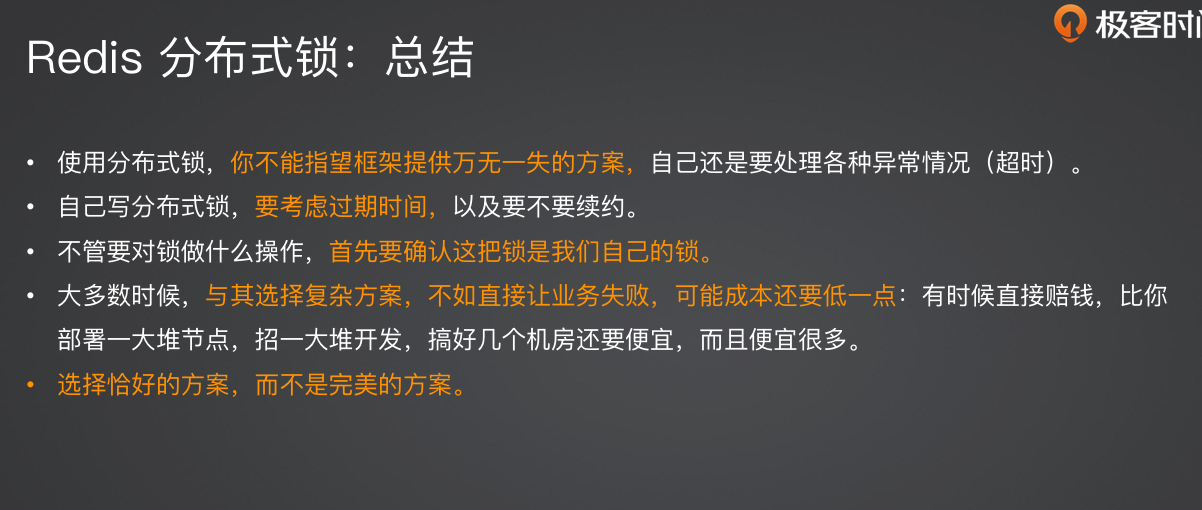 极客时间
Redis 分布式锁：总结
• 使用分布式锁，你不能指望框架提供万无一失的方案，自己还是要处理各种异常情况（超时）。
• 自己写分布式锁，要考虑过期时间，以及要不要续约。
• 不管要对锁做什么操作，首先要确认这把锁是我们自己的锁。
• 大多数时候，与其选择复杂方案，不如直接让业务失败，可能成本还要低一点：有时候直接赔钱，比你
部署一大堆节点，招一大堆开发，搞好几个机房还要便宜，而且便宜很多。
• 选择恰好的方案，而不是完美的方案。